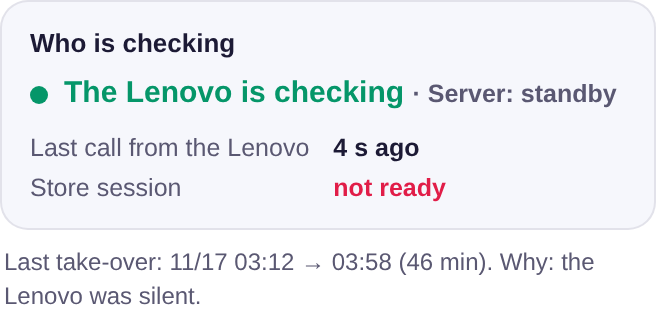 Who is checking
The Lenovo is checking · Server: standby
Last call from the Lenovo 4 s ago
Store session not ready
Last take-over: 11/17 03:12 → 03:58 (46 min). Why: the
Lenovo was silent.